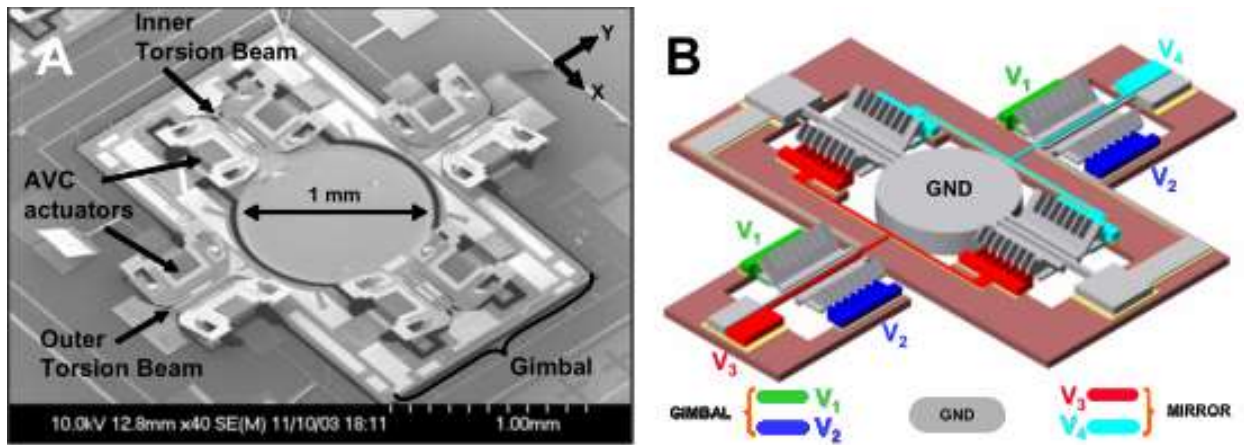 A
Inner
Torsion Beam
Y
X
AVC
actuators
1 mm
Outer
Torsion Beam
Gimbal
10.0kV 12.8mm x40 SE(M) 11/10/03 18:11 1.00mm
B
V1
V4
V2
GND
V1
V2
V3
GIMBAL
V1
V2
GND
V3
V4
MIRROR